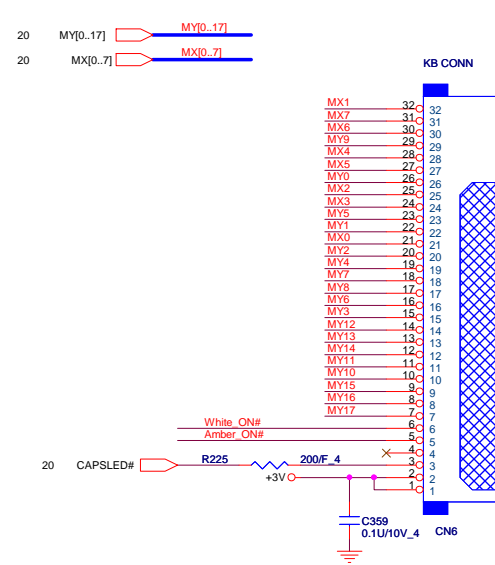 20 MY[0..17] MY[0..17]
20 MX[0..7] MX[0..7]
KB CONN
MX1 32 32
MX7 31 31
MX6 30 30
MY9 29 29
MX4 28 28
MX5 27 27
MY0 26 26
MX2 25 25
MX3 24 24
MY5 23 23
MY1 22 22
MX0 21 21
MY2 20 20
MY4 19 19
MY7 18 18
MY8 17 17
MY6 16 16
MY3 15 15
MY12 14 14
MY13 13 13
MY14 12 12
MY11 11 11
MY10 10 10
MY15 9 9
MY16 8 8
MY17 7 7
White_ON# 6 6
Amber_ON# 5 5
4 4
20 CAPSLED# R225 200/F_4 3 3
+3V 2 2
1 1
C359
0.1U/10V_4
CN6